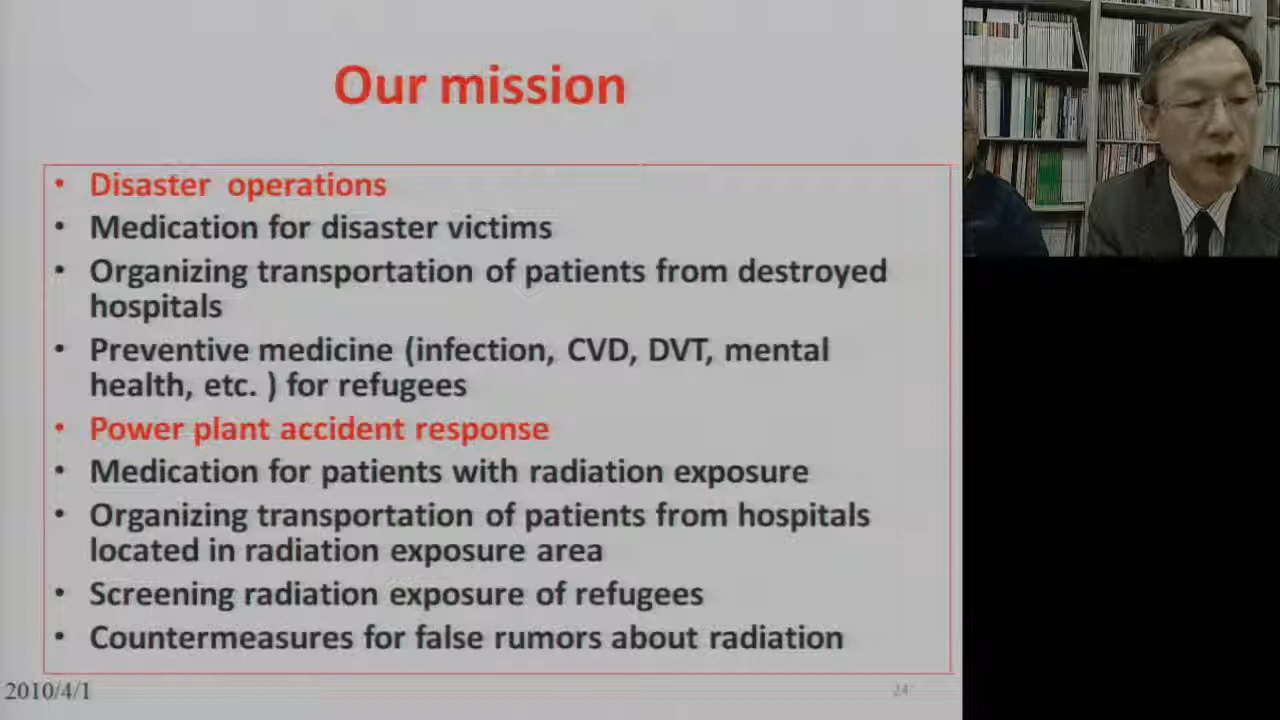 Our mission
• Disaster operations
• Medication for disaster victims
• Organizing transportation of patients from destroyed
hospitals
• Preventive medicine (infection, CVD, DVT, mental
health, etc. ) for refugees
• Power plant accident response
• Medication for patients with radiation exposure
• Organizing transportation of patients from hospitals
located in radiation exposure area
• Screening radiation exposure of refugees
• Countermeasures for false rumors about radiation
2010/4/1
24